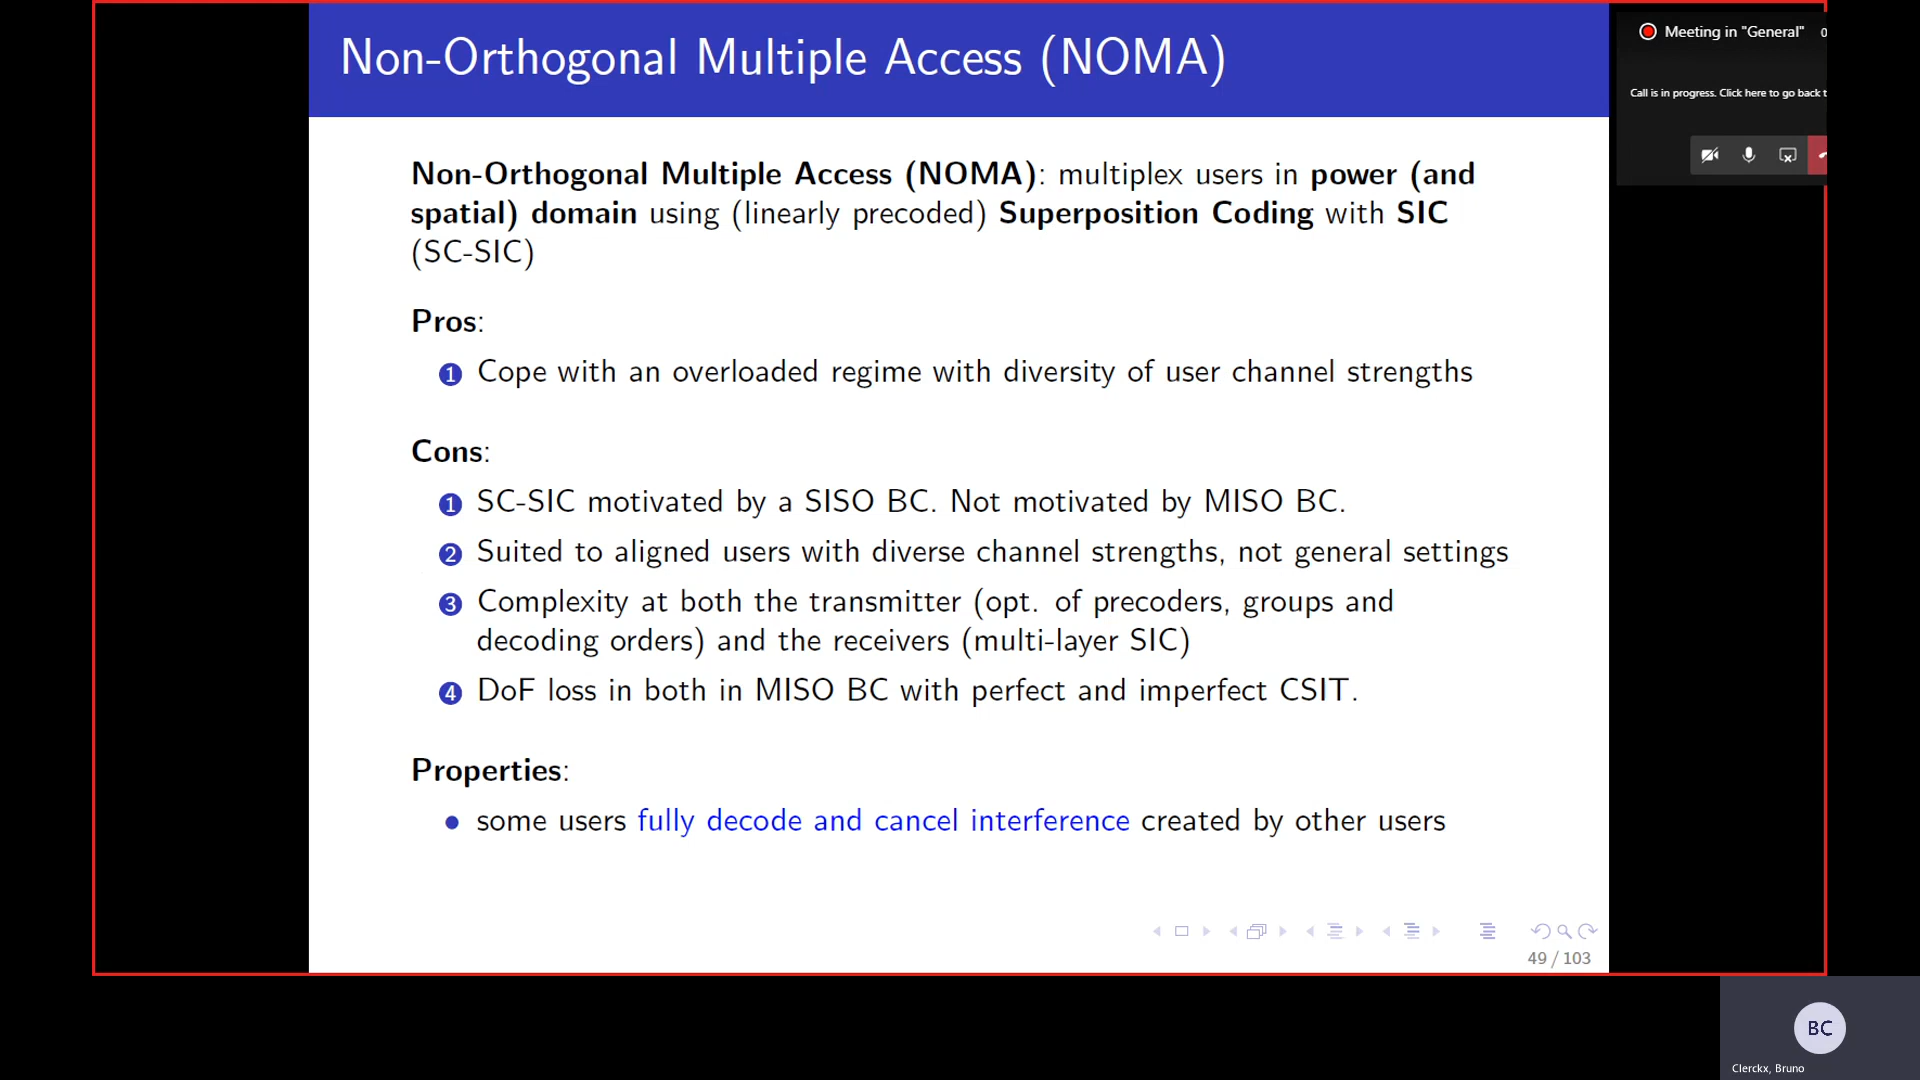 Non-Orthogonal Multiple Access (NOMA)
Meeting in "General"
Call is in progress. Click here to go back
Non-Orthogonal Multiple Access (NOMA): multiplex users in power (and
spatial) domain using (linearly precoded) Superposition Coding with SIC
(SC-SIC)
Pros:
1 Cope with an overloaded regime with diversity of user channel strengths
Cons:
1 SC-SIC motivated by a SISO BC. Not motivated by MISO BC.
2 Suited to aligned users with diverse channel strengths, not general settings
3 Complexity at both the transmitter (opt. of precoders, groups and
decoding orders) and the receivers (multi-layer SIC)
4 DoF loss in both in MISO BC with perfect and imperfect CSIT.
Properties:
• some users fully decode and cancel interference created by other users
49 / 103
BC
Clerckx, Bruno